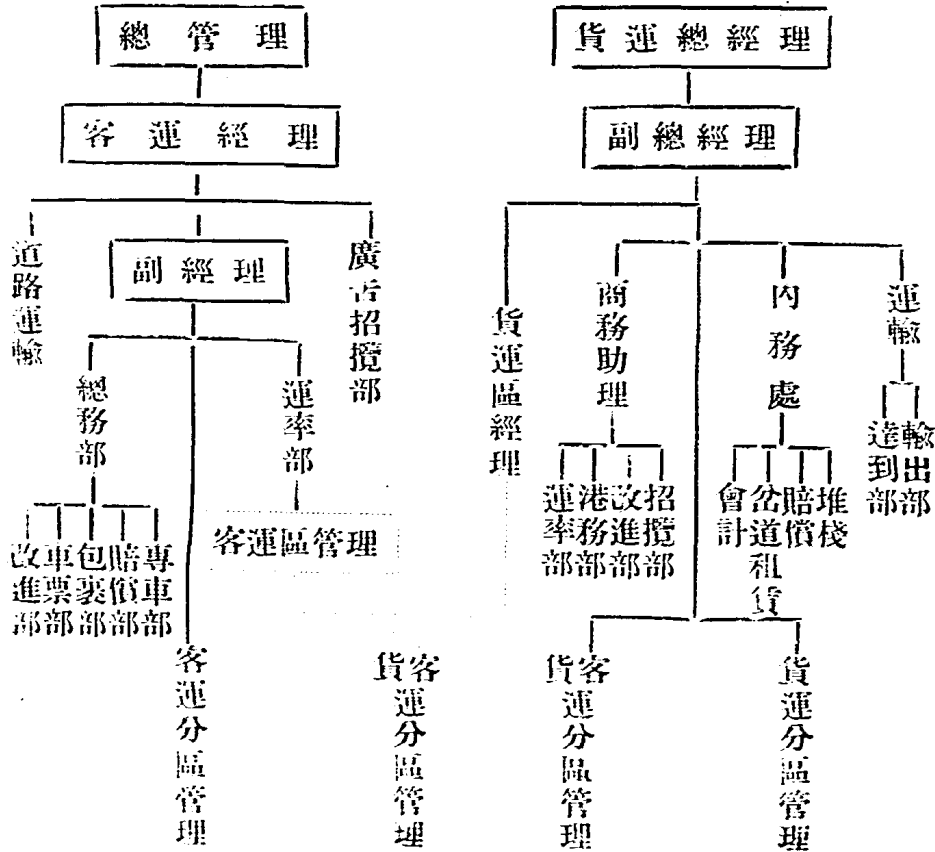 總管理
貨運總經理
客運經理
副總經理
道路運輸
副經理
廣告招攬部
貨運區經理
商務助理
內務處
運輸
總務部
運率部
達到部
輸出部
運率部
港務部
改進部
招攬部
會計
岔道租賃
賠償
堆棧
客運區管理
改進部
車票部
包裹部
賠償部
專車部
客運分區管理
貨客運分區管理
貨客運分區管理
貨運分區管理